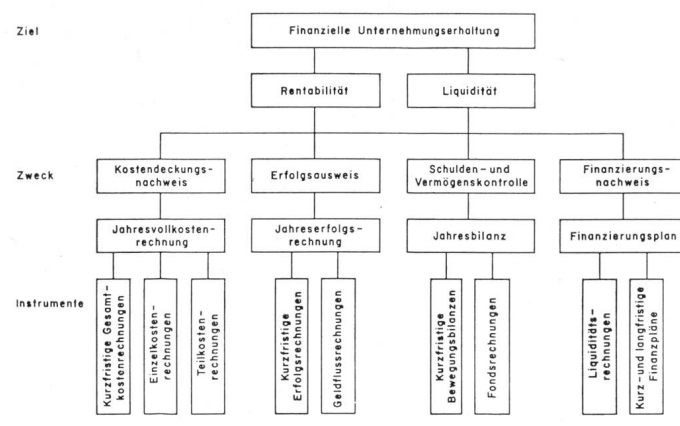 Ziel
Finanzielle Unternehmungserhaltung
Rentabilität
Liquidität
Zweck
Kostendeckungs-
nachweis
Erfolgsausweis
Schulden- und
Vermögenskontrolle
Finanzierungs-
nachweis
Jahresvollkosten-
rechnung
Jahreserfolgs-
rechnung
Jahresbilanz
Finanzierungsplan
Instrumente
Kurzfristige Gesamt-
kostenrechnungen
Einzelkosten-
rechnungen
Teilkosten-
rechnungen
Kurzfristige
Erfolgsrechnungen
Geldflussrechnungen
Kurzfristige
Bewegungsbilanzen
Fondsrechnungen
Liquiditäts-
rechnungen
Kurz- und langfristige
Finanzpläne